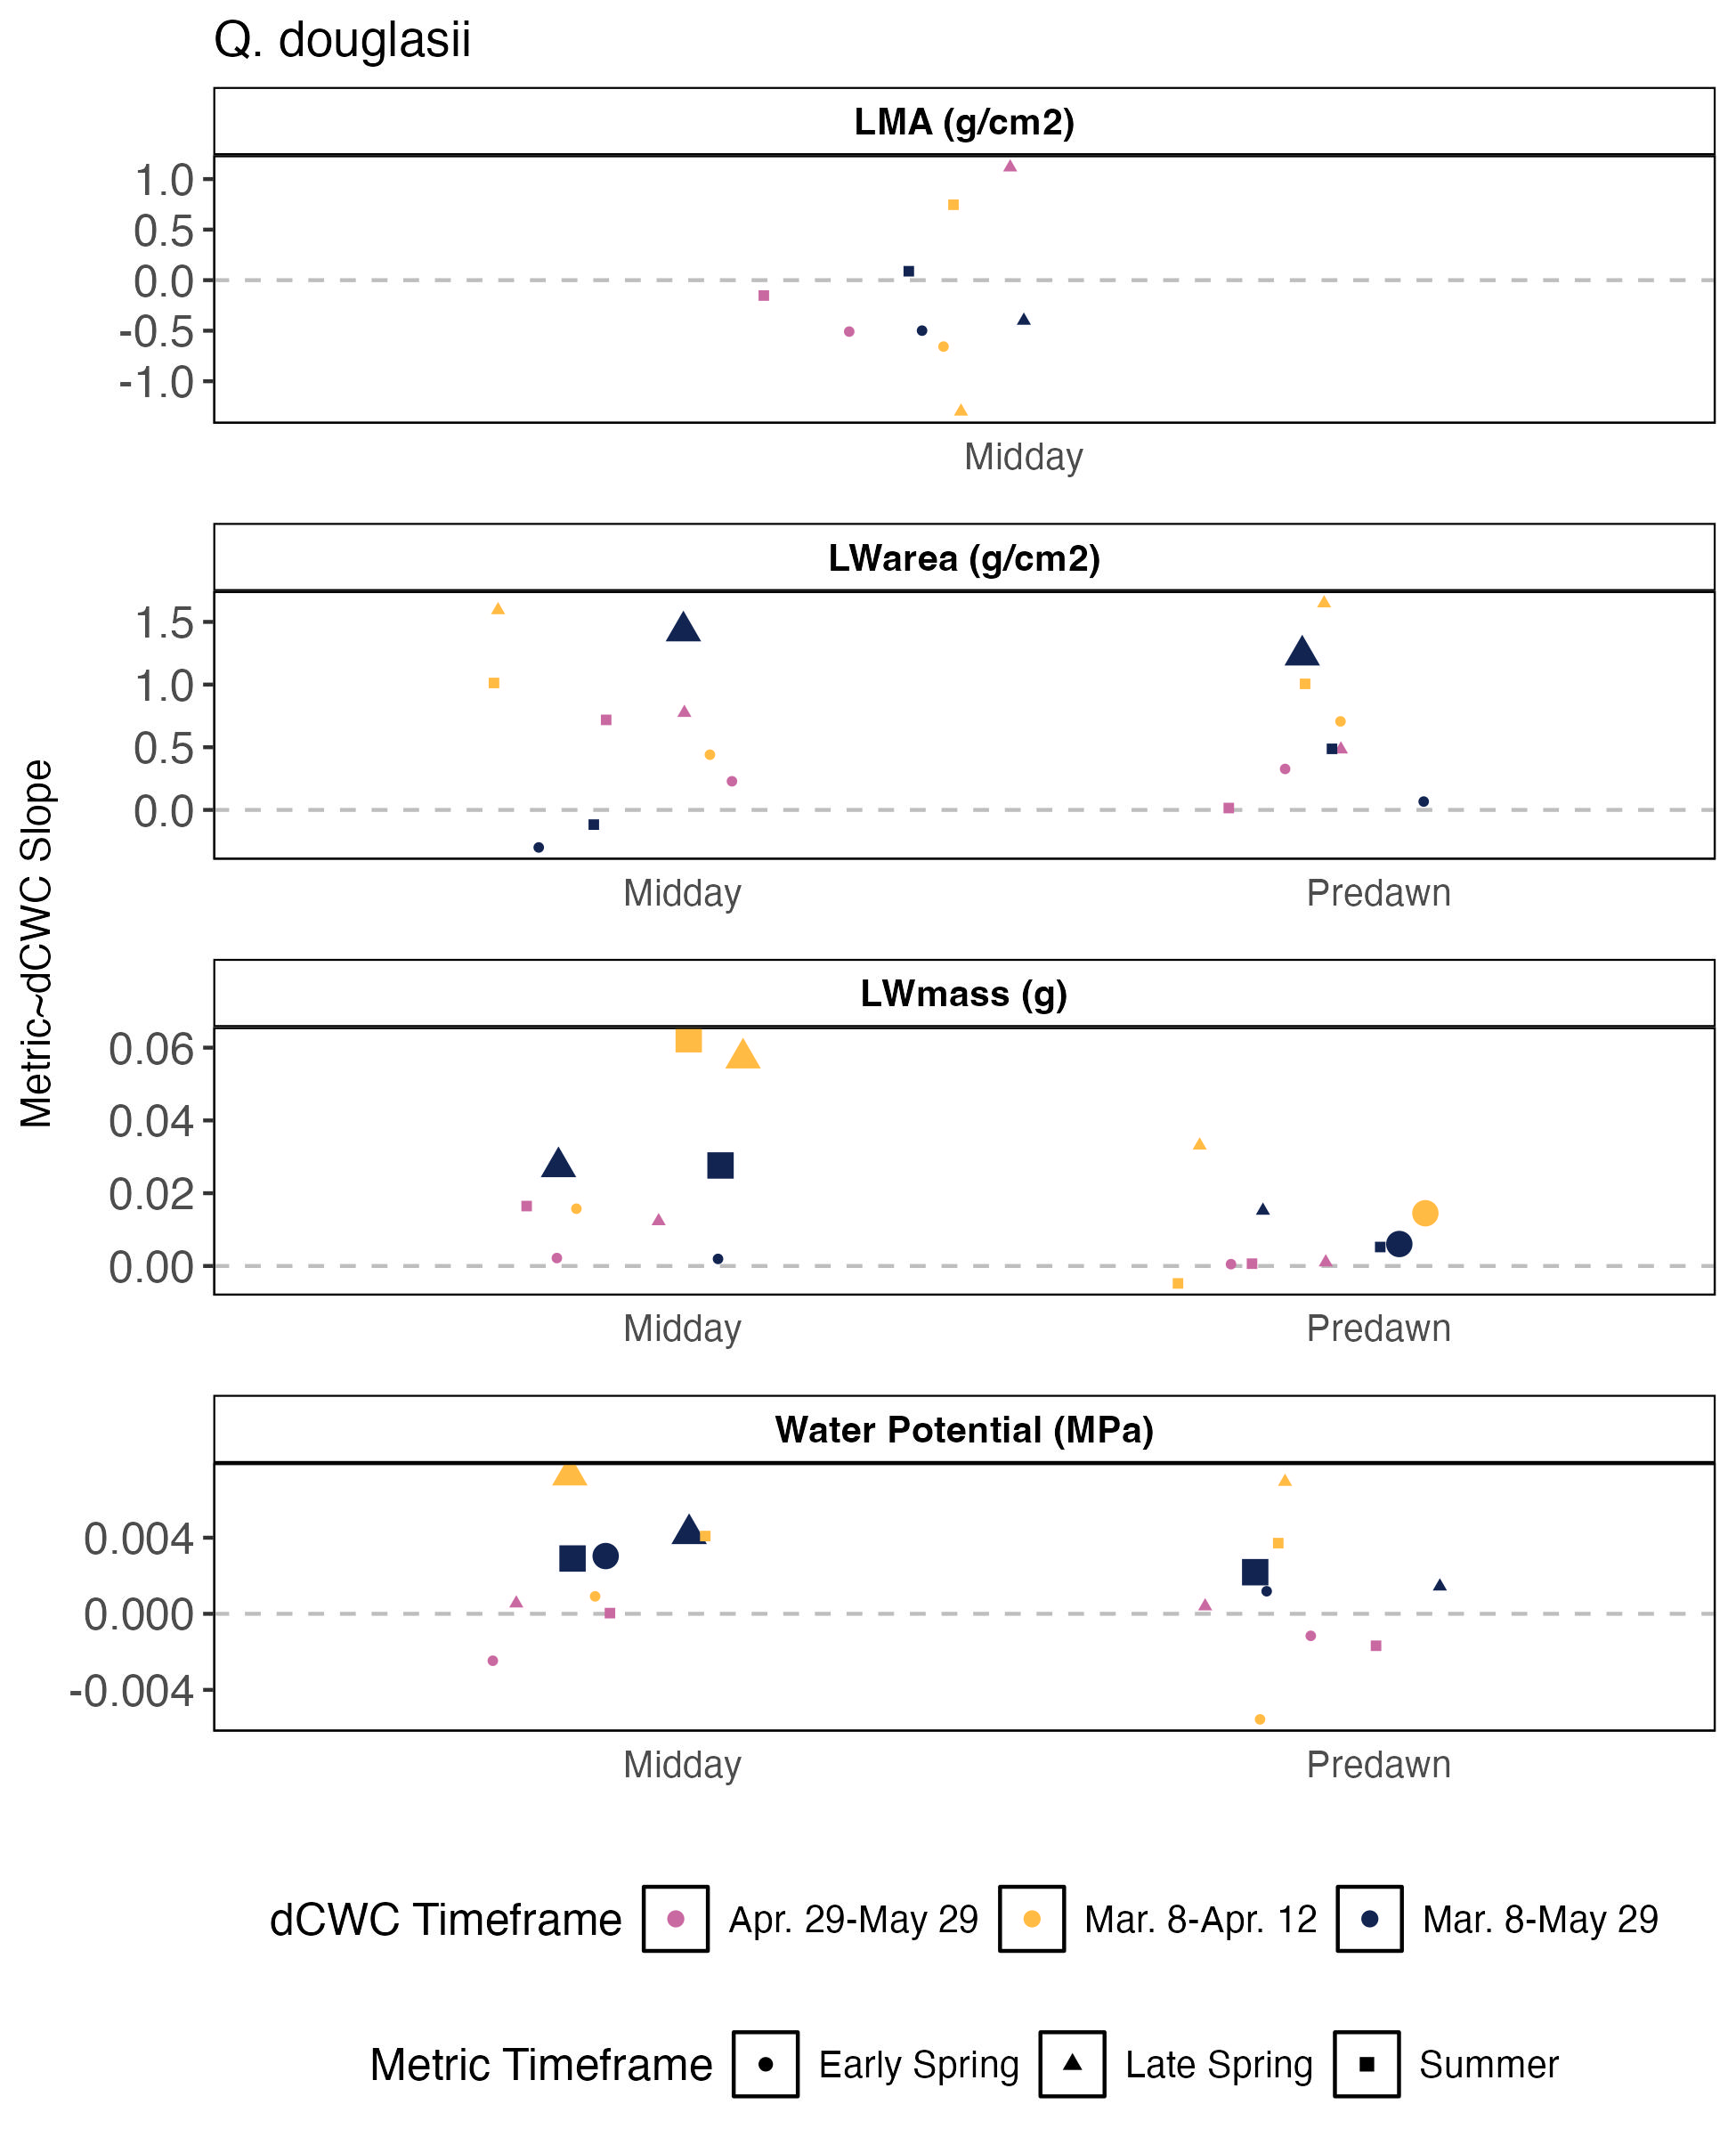 Q. douglasii
LMA (g/cm2)
1.0
0.5
0.0
-0.5
-1.0
Midday
LWarea (g/cm2)
1.5
1.0
0.5
0.0
Midday Predawn
Metric~dCWC Slope
LWmass (g)
0.06
0.04
0.02
0.00
Midday Predawn
Water Potential (MPa)
0.004
0.000
-0.004
Midday Predawn
dCWC Timeframe Apr. 29-May 29 Mar. 8-Apr. 12 Mar. 8-May 29
Metric Timeframe Early Spring Late Spring Summer